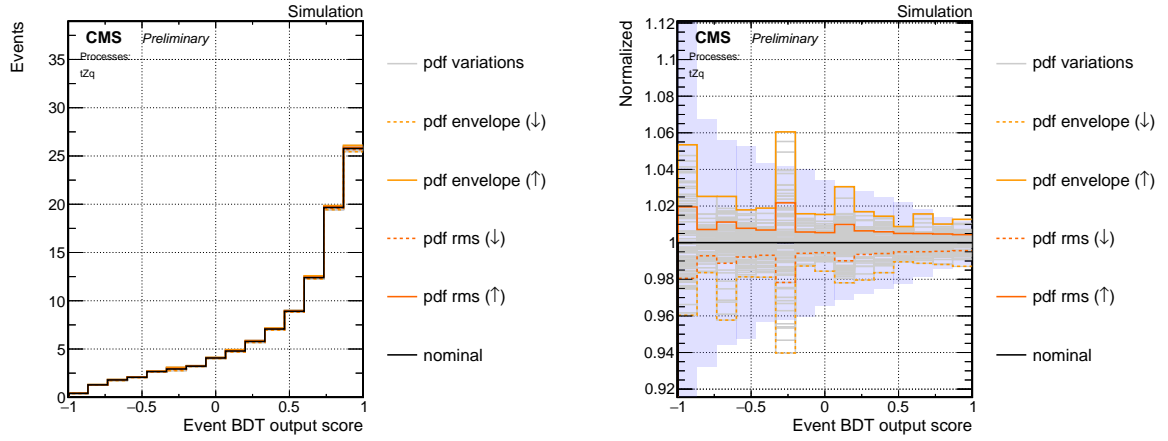 Simulation
Events
CMS Preliminary
Processes:
tZq
35
30
25
20
15
10
5
0
−1 −0.5 0 0.5 1
Event BDT output score
pdf variations
pdf envelope (↓)
pdf envelope (↑)
pdf rms (↓)
pdf rms (↑)
nominal
Simulation
Normalized
CMS Preliminary
Processes:
tZq
1.12
1.1
1.08
1.06
1.04
1.02
1
0.98
0.96
0.94
0.92
−1 −0.5 0 0.5 1
Event BDT output score
pdf variations
pdf envelope (↓)
pdf envelope (↑)
pdf rms (↓)
pdf rms (↑)
nominal